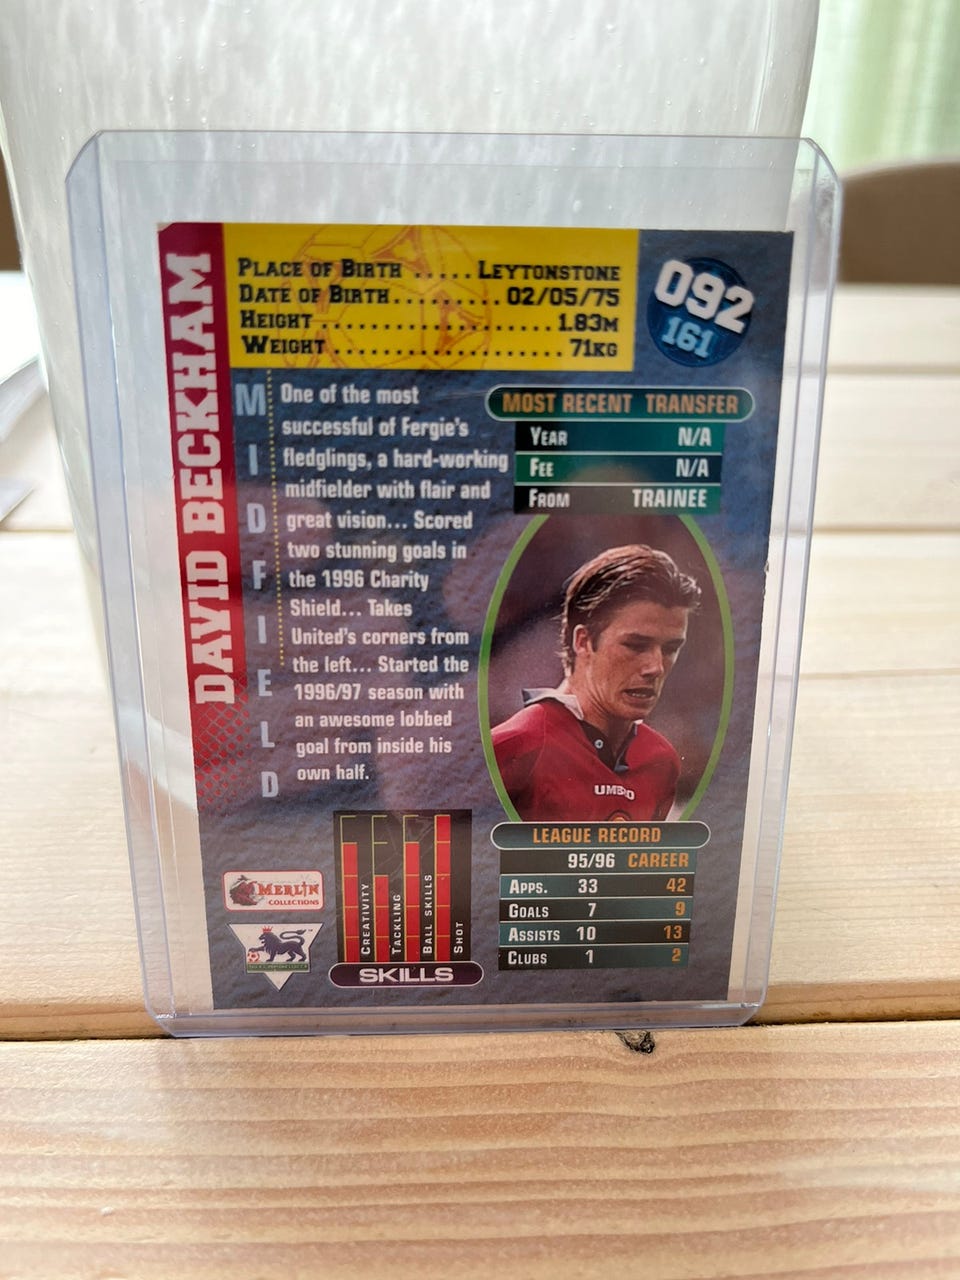 DAVID BECKHAM
PLACE OF BIRTH ..... LEYTONSTONE
DATE OF BIRTH.......... 02/05/75
HEIGHT ...................... 1.83M
WEIGHT ..................... 71KG
092
161
MIDFIELD
One of the most
successful of Fergie's
fledglings, a hard-working
midfielder with flair and
great vision... Scored
two stunning goals in
the 1996 Charity
Shield... Takes
United's corners from
the left... Started the
1996/97 season with
an awesome lobbed
goal from inside his
own half.
MOST RECENT TRANSFER
YEAR N/A
FEE N/A
FROM TRAINEE
UMBRO
LEAGUE RECORD
95/96 CAREER
APPS. 33 42
GOALS 7 9
ASSISTS 10 13
CLUBS 1 2
CREATIVITY
TACKLING
BALL SKILLS
SHOT
SKILLS
MERLIN
COLLECTIONS